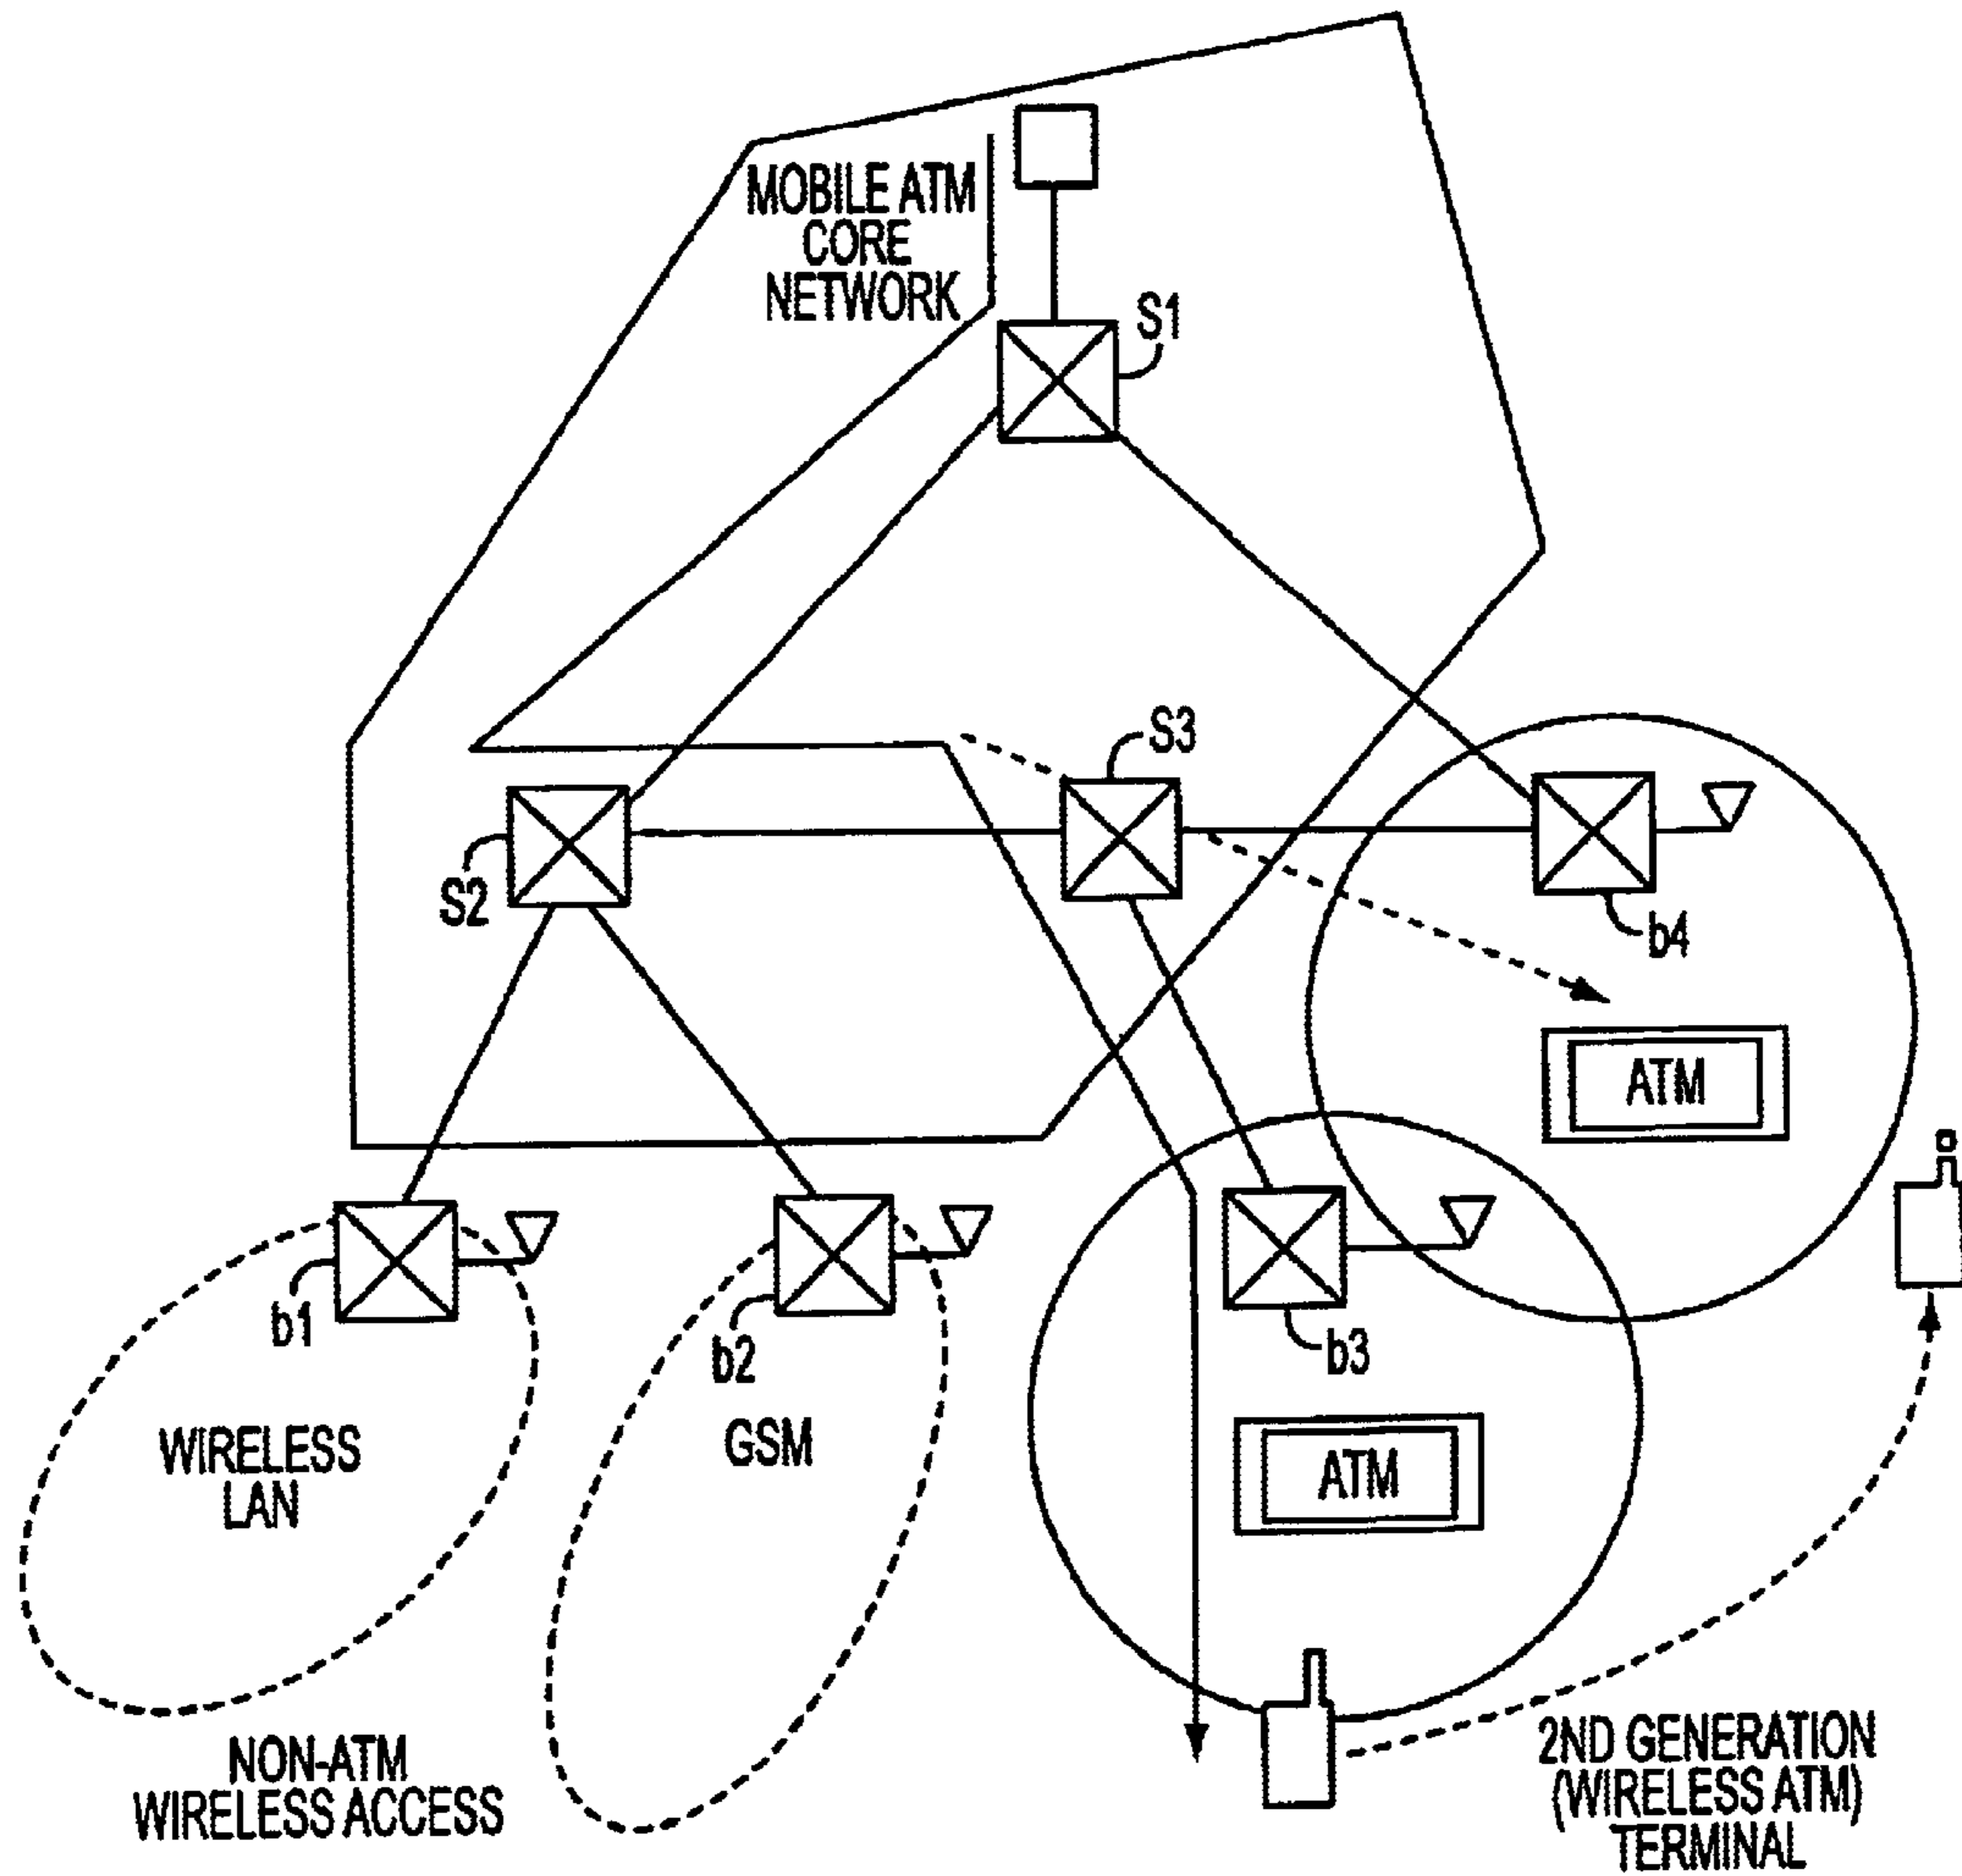 MOBILE ATM
CORE
NETWORK
S1
S3
S2
b4
ATM
b1
b2
b3
WIRELESS
LAN
GSM
ATM
NON-ATM
WIRELESS ACCESS
2ND GENERATION
(WIRELESS ATM)
TERMINAL